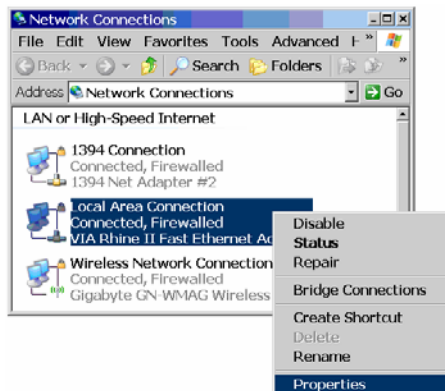 Network Connections
File Edit View Favorites Tools Advanced »
Back Search Folders »
Address Network Connections Go
LAN or High-Speed Internet
1394 Connection
Connected, Firewalled
1394 Net Adapter #2
Local Area Connection
Connected, Firewalled
VIA Rhine II Fast Ethernet
Wireless Network Connection
Connected, Firewalled
Gigabyte GN-WMAG Wireless
Disable
Status
Repair
Bridge Connections
Create Shortcut
Delete
Rename
Properties